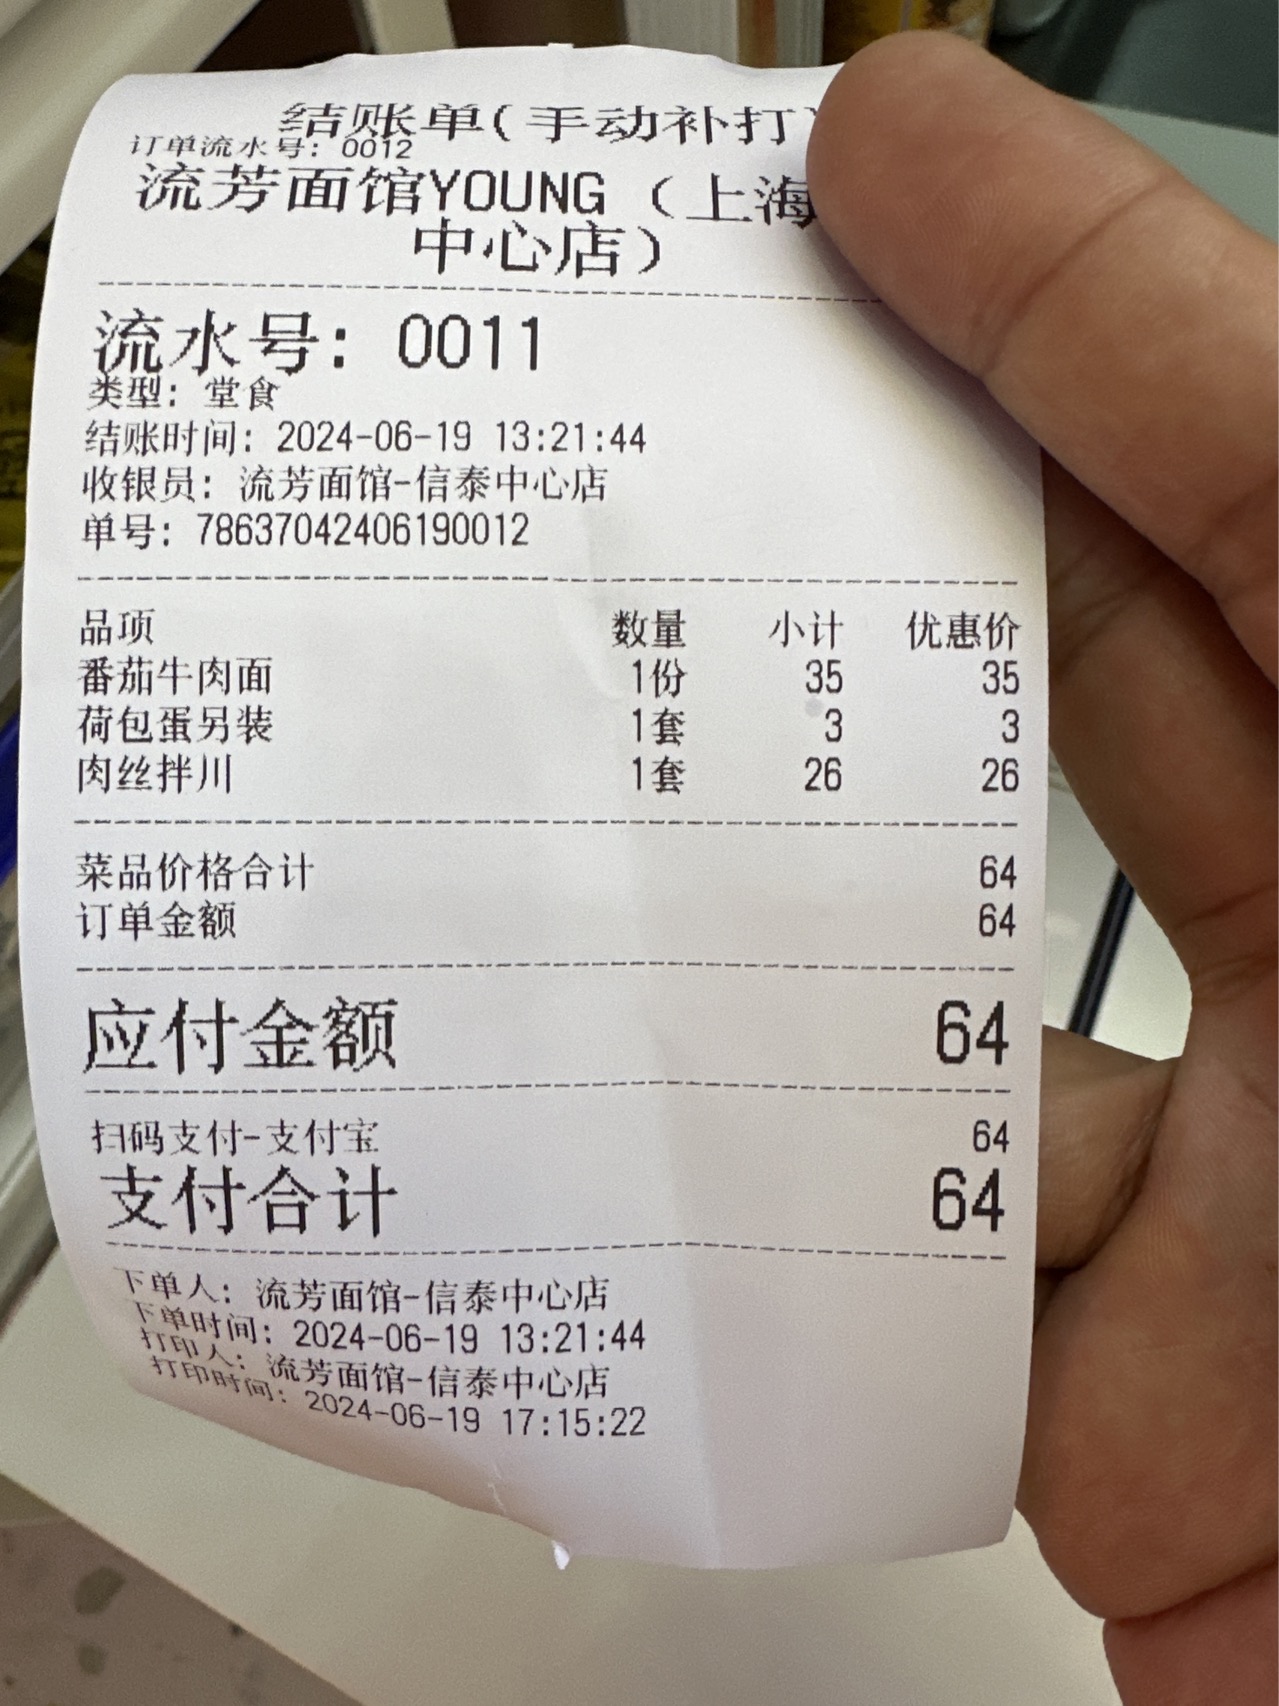 结账单(手动补打)
订单流水号: 0012
流芳面馆YOUNG (上海
中心店)
流水号: 0011
类型: 堂食
结账时间: 2024-06-19 13:21:44
收银员: 流芳面馆-信泰中心店
单号: 78637042406190012
品项 数量 小计 优惠价
番茄牛肉面 1份 35 35
荷包蛋另装 1套 3 3
肉丝拌川 1套 26 26
菜品价格合计 64
订单金额 64
应付金额 64
扫码支付-支付宝 64
支付合计 64
下单人: 流芳面馆-信泰中心店
下单时间: 2024-06-19 13:21:44
打印人: 流芳面馆-信泰中心店
打印时间: 2024-06-19 17:15:22